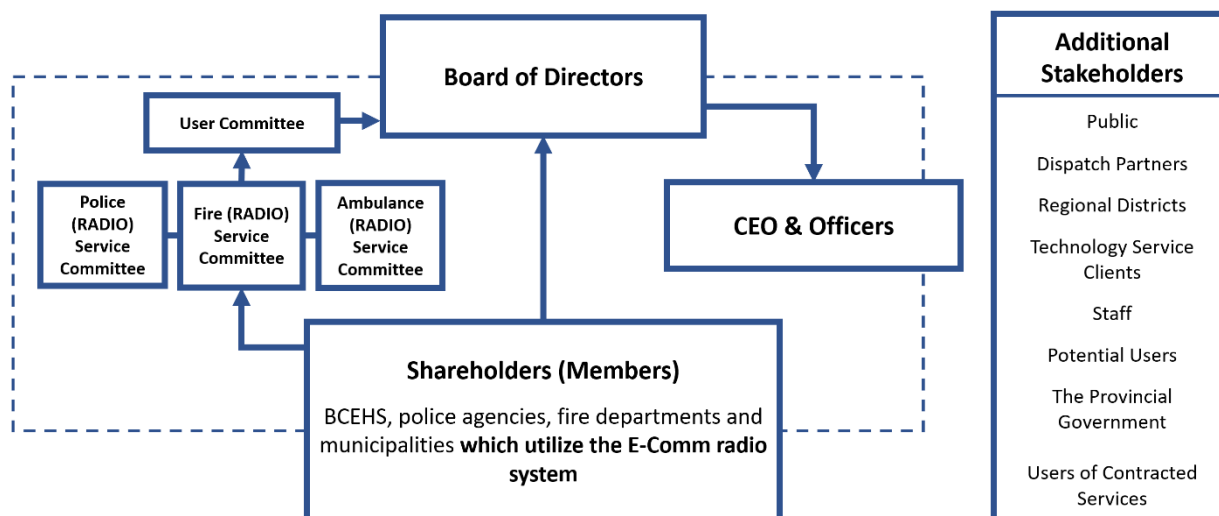 Board of Directors
User Committee
Police
(RADIO)
Service
Committee
Fire (RADIO)
Service
Committee
Ambulance
(RADIO)
Service
Committee
CEO & Officers
Shareholders (Members)
BCEHS, police agencies, fire departments and
municipalities which utilize the E-Comm radio
system
Additional
Stakeholders
Public
Dispatch Partners
Regional Districts
Technology Service
Clients
Staff
Potential Users
The Provincial
Government
Users of Contracted
Services